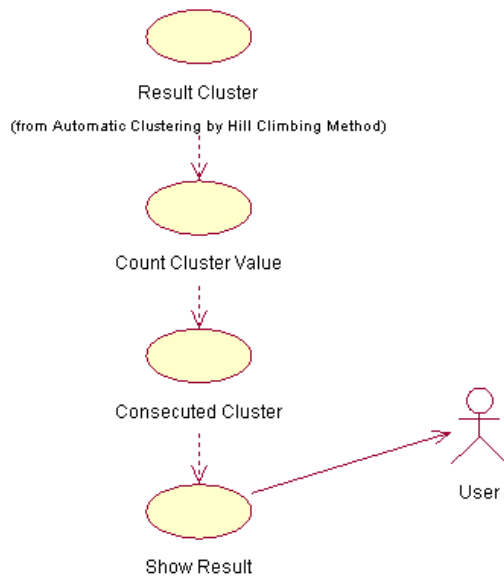 Result Cluster
(from Automatic Clustering by Hill Climbing Method)
Count Cluster Value
Consecuted Cluster
User
Show Result